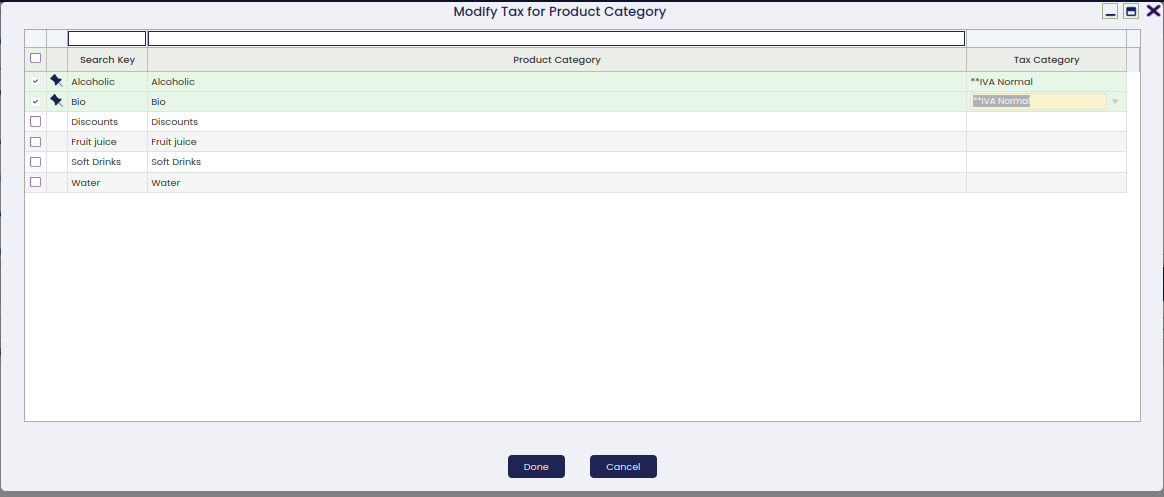 Modify Tax for Product Category
Search Key Product Category Tax Category
Alcoholic Alcoholic **IVA Normal
Bio Bio **IVA Normal
Discounts Discounts
Fruit juice Fruit juice
Soft Drinks Soft Drinks
Water Water
Done Cancel